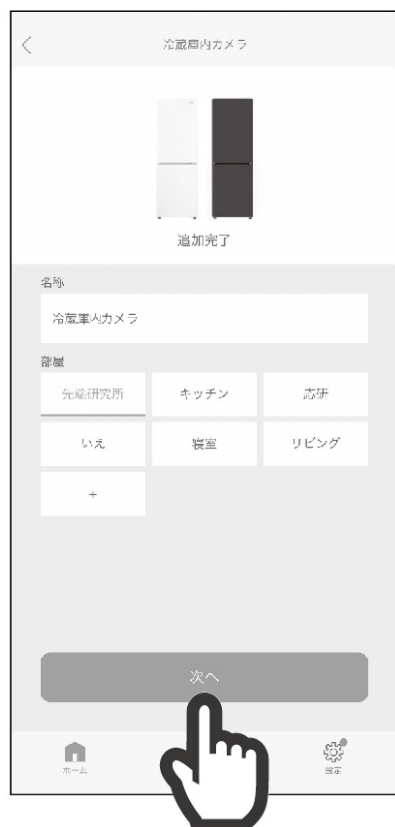 冷蔵庫内カメラ
追加完了
名称
冷蔵庫内カメラ
部屋
先端研究所 キッチン 応研
いえ 寝室 リビング
+
次へ
ホーム 設定